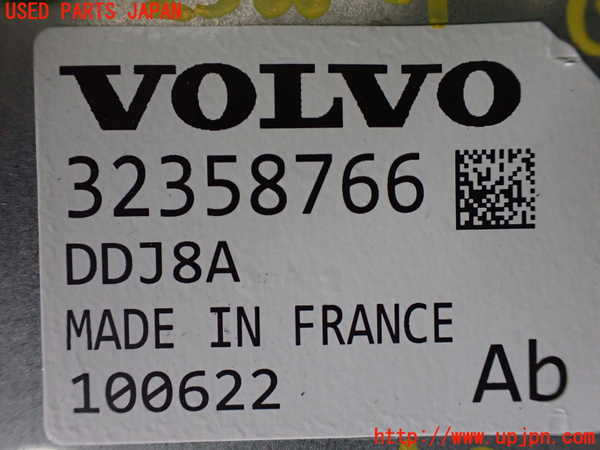 USED PARTS JAPAN
VOLVO
32358766
DDJ8A
MADE IN FRANCE
100622
Ab
http://www.upjpn.com/